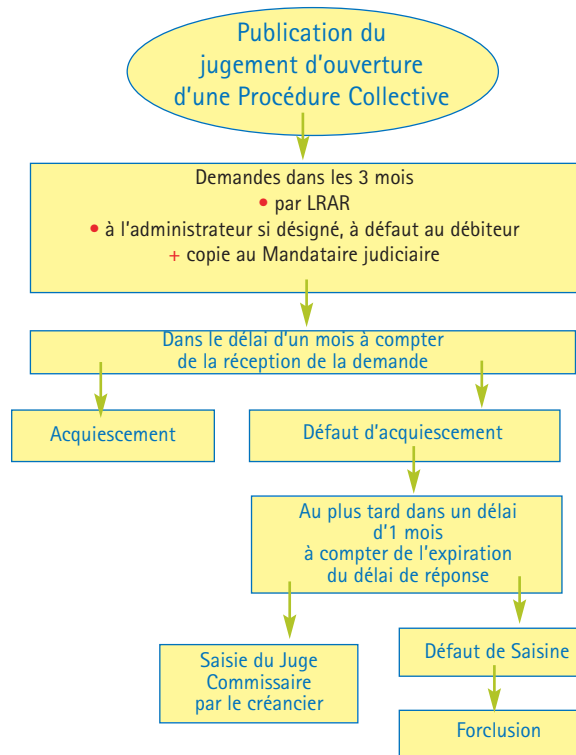 Publication du
jugement d'ouverture
d'une Procédure Collective
Demandes dans les 3 mois
• par LRAR
• à l'administrateur si désigné, à défaut au débiteur
+ copie au Mandataire judiciaire
Dans le délai d'un mois à compter
de la réception de la demande
Acquiescement
Défaut d'acquiescement
Au plus tard dans un délai
d'1 mois
à compter de l'expiration
du délai de réponse
Saisie du Juge
Commissaire
par le créancier
Défaut de Saisine
Forclusion